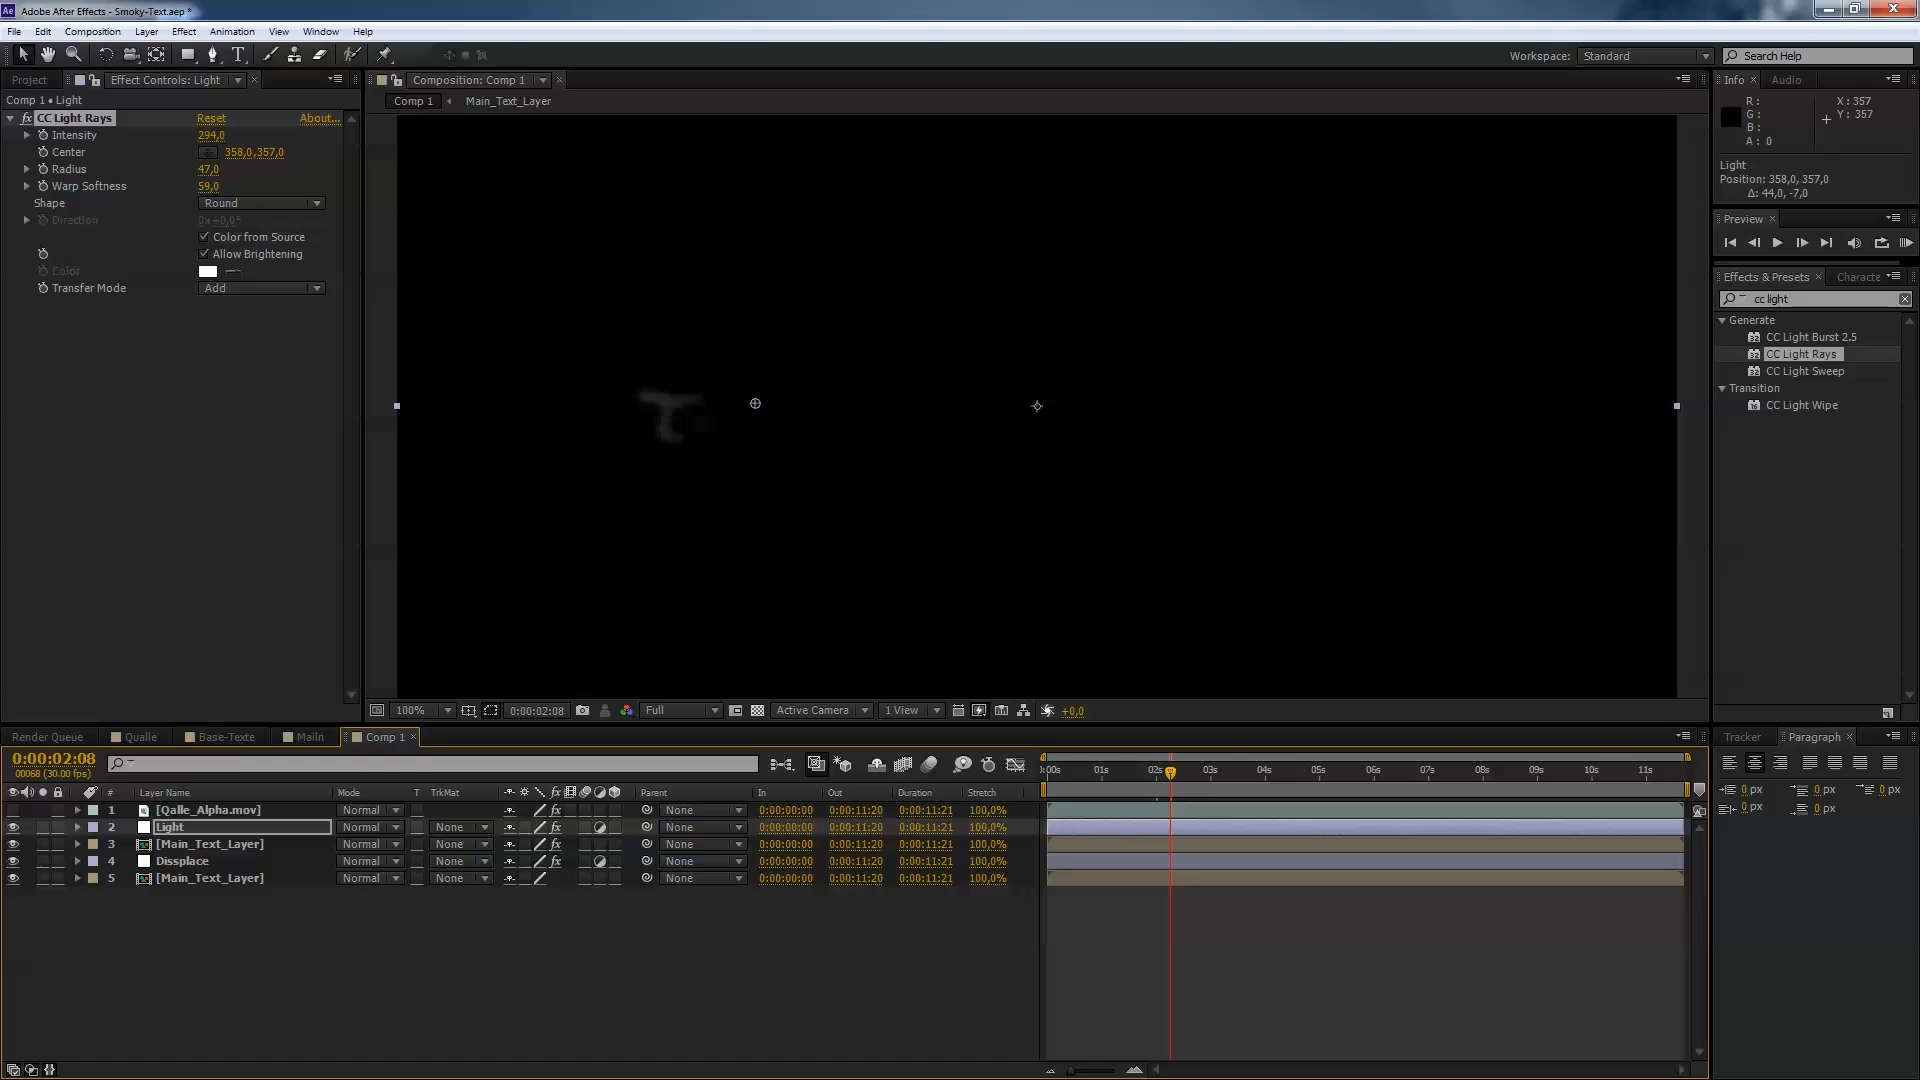 Adobe After Effects - Smoky-Text.aep *
File Edit Composition Layer Effect Animation View Window Help
Workspace: Standard Search Help
Project Effect Controls: Light Composition: Comp 1 Info Audio
Comp 1 • Light Comp 1 Main_Text_Layer
fx CC Light Rays Reset About...
Intensity 294,0
Center 358,0,357,0
Radius 47,0
Warp Softness 59,0
Shape Round
Direction 0x+0,0°
Color from Source
Allow Brightening
Color
Transfer Mode Add
R: X: 357
G: Y: 357
B:
A: 0
Light
Position: 358,0, 357,0
Δ: 44,0, -7,0
Preview
Effects & Presets Characte
cc light
Generate
CC Light Burst 2.5
CC Light Rays
CC Light Sweep
Transition
CC Light Wipe
100% 0:00:02:08 Full Active Camera 1 View +0,0
Render Queue Qalle Base-Texte Mailn Comp 1 Tracker Paragraph
0:00:02:08
00068 (30.00 fps)
:00s 01s 02s 03s 04s 05s 06s 07s 08s 09s 10s 11s
# Layer Name Mode T TrkMat Parent In Out Duration Stretch
1 [Qalle_Alpha.mov] Normal None 0:00:00:00 0:00:11:20 0:00:11:21 100,0%
2 Light Normal None None 0:00:00:00 0:00:11:20 0:00:11:21 100,0%
3 [Main_Text_Layer] Normal None None 0:00:00:00 0:00:11:20 0:00:11:21 100,0%
4 Dissplace Normal None None 0:00:00:00 0:00:11:20 0:00:11:21 100,0%
5 [Main_Text_Layer] Normal None None 0:00:00:00 0:00:11:20 0:00:11:21 100,0%
0 px 0 px 0 px
0 px 0 px